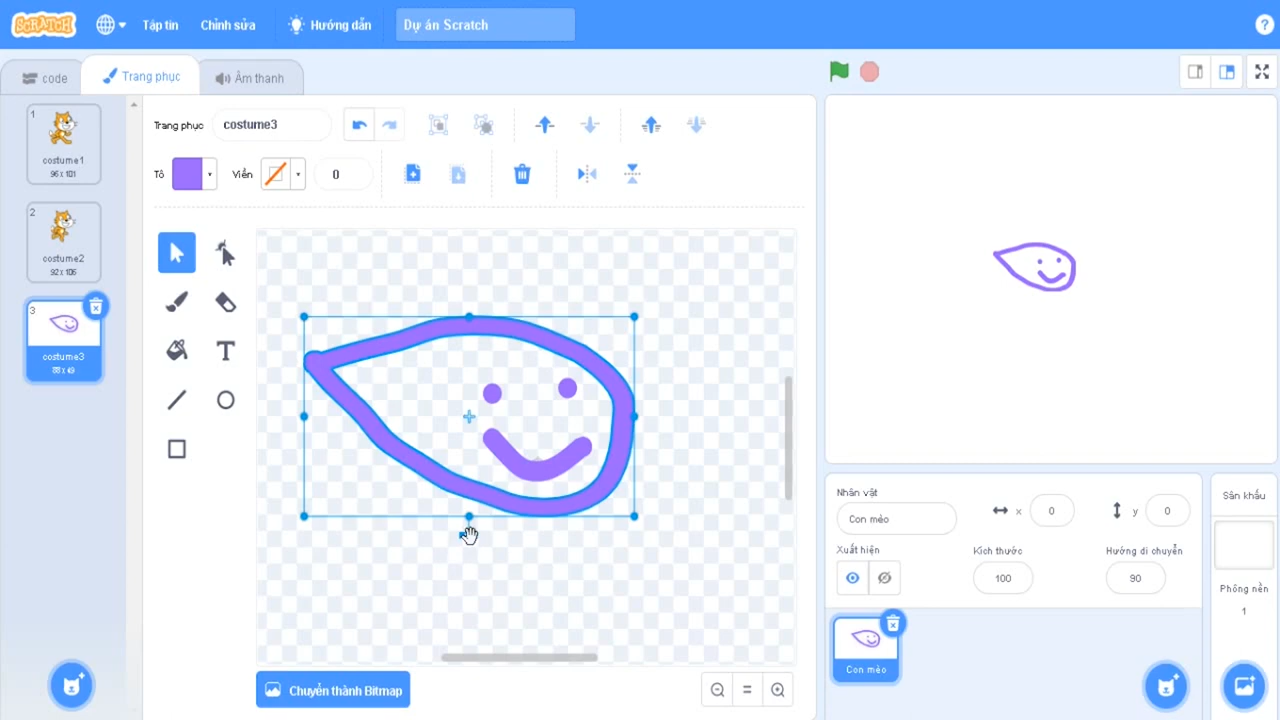 SCRATCH
Tập tin
Chỉnh sửa
Hướng dẫn
Dự án Scratch
?
code
Trang phục
Âm thanh
1
costume1
96 x 101
2
costume2
92 x 106
3
costume3
88 x 49
Trang phục
costume3
Tô
Viền
0
T
Chuyển thành Bitmap
Nhân vật
Con mèo
x
0
y
0
Xuất hiện
Kích thước
100
Hướng di chuyển
90
Con mèo
Sân khấu
Phông nền
1